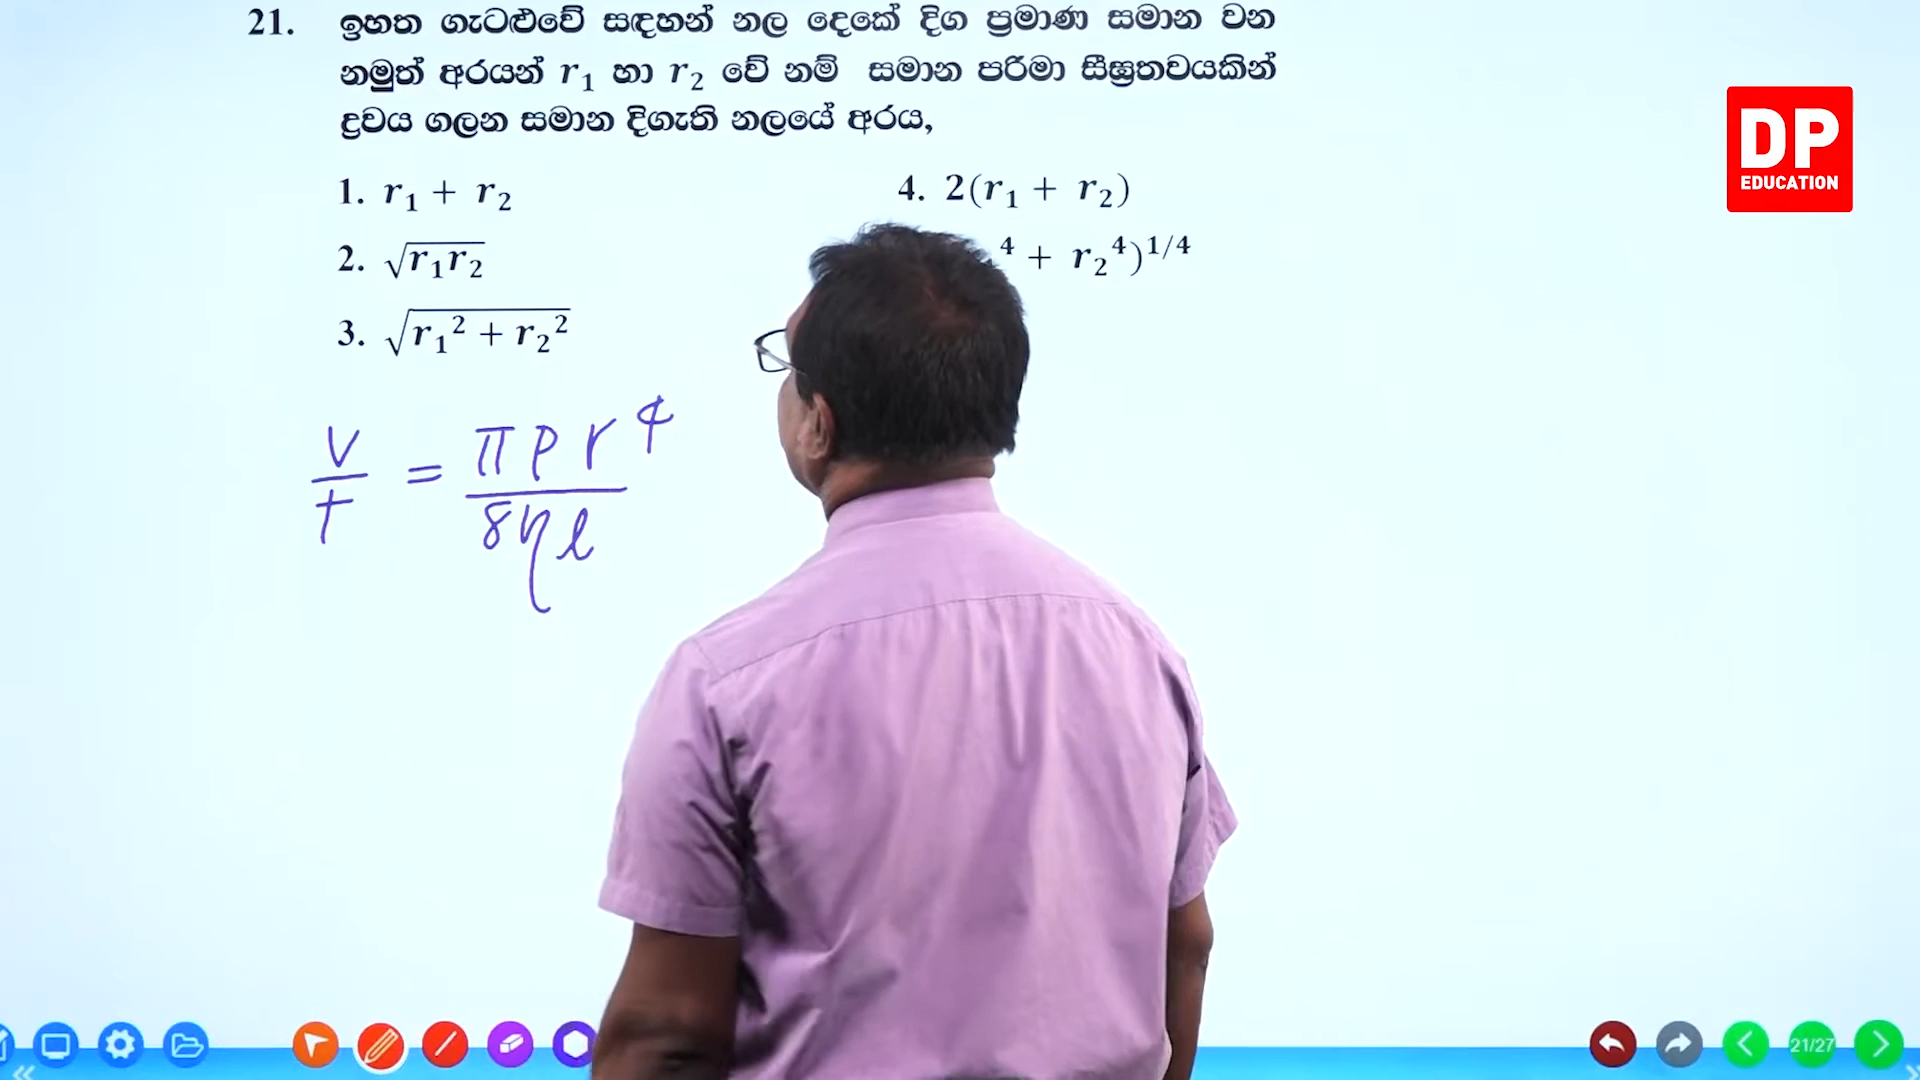 21. ඉහත ගැටළුවේ සඳහන් නල දෙකේ දිග ප්‍රමාණ සමාන වන
නමුත් අරයන් r₁ හා r₂ වේ නම් සමාන පරිමා සීඝ්‍රතවයකින්
ද්‍රවය ගලන සමාන දිගැති නලයේ අරය,
1. r₁ + r₂
4. 2(r₁ + r₂)
2. √(r₁r₂)
⁴ + r₂⁴)^{1/4}
3. √(r₁² + r₂²)
V/t = πpr⁴/8ηl
DP
EDUCATION
21/27